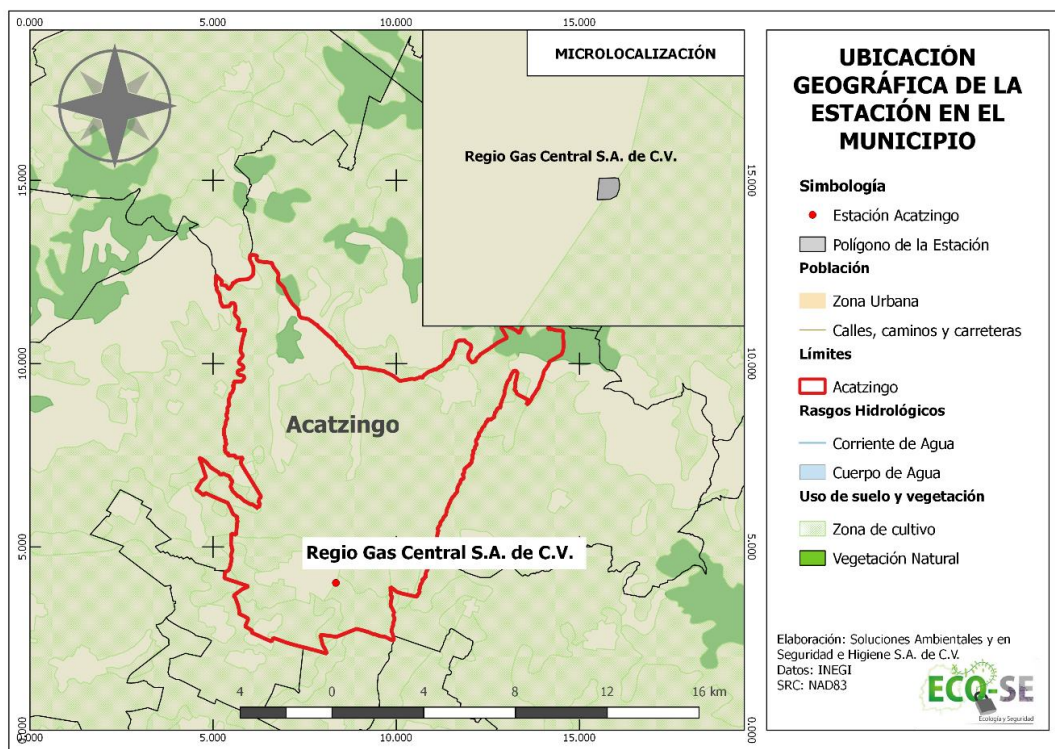 0.000 5.000 10.000 15.000
MICROLOCALIZACIÓN
Regio Gas Central S.A. de C.V.
15.000
15.000
10.000
10.000
Acatzingo
5.000
5.000
Regio Gas Central S.A. de C.V.
4 0 4 8 12 16 km
0.000
0.000
5.000 10.000 15.000
UBICACIÓN
GEOGRÁFICA DE LA
ESTACIÓN EN EL
MUNICIPIO
Simbología
Estación Acatzingo
Polígono de la Estación
Población
Zona Urbana
Calles, caminos y carreteras
Límites
Acatzingo
Rasgos Hidrológicos
Corriente de Agua
Cuerpo de Agua
Uso de suelo y vegetación
Zona de cultivo
Vegetación Natural
Elaboración: Soluciones Ambientales y en
Seguridad e Higiene S.A. de C.V.
Datos: INEGI
SRC: NAD83
ECO-SE
Ecología y Seguridad